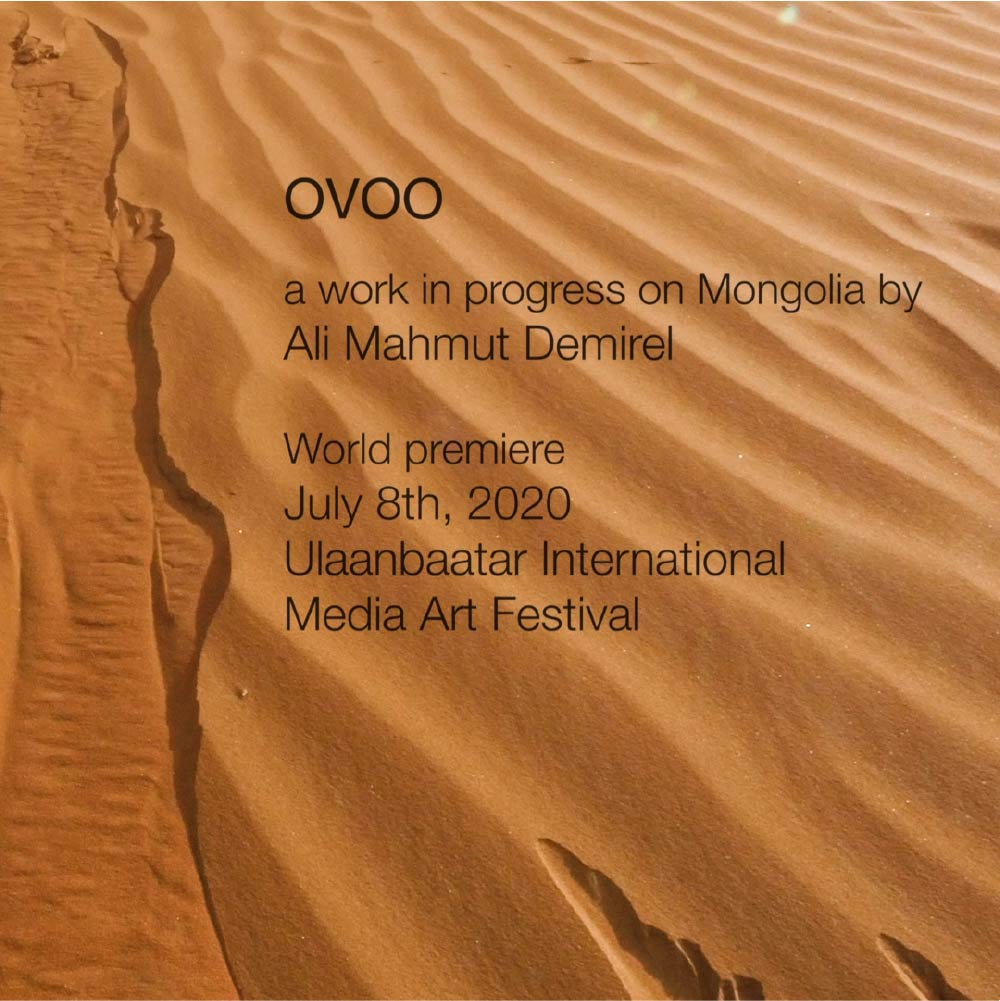 OVOO
a work in progress on Mongolia by
Ali Mahmut Demirel
World premiere
July 8th, 2020
Ulaanbaatar International
Media Art Festival